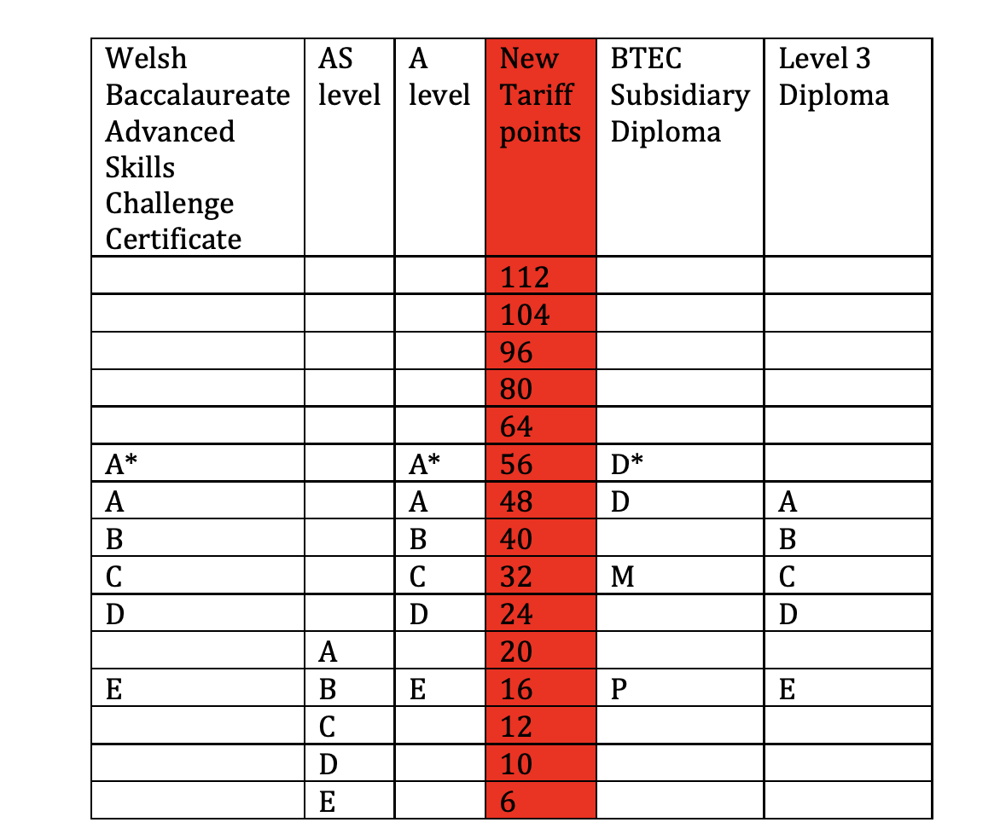 Welsh Baccalaureate Advanced Skills Challenge Certificate | AS level | A level | New Tariff points | BTEC Subsidiary Diploma | Level 3 Diploma
112
104
96
80
64
A* A* 56 D*
A A 48 D A
B B 40 B
C C 32 M C
D D 24 D
A 20
E B E 16 P E
C 12
D 10
E 6